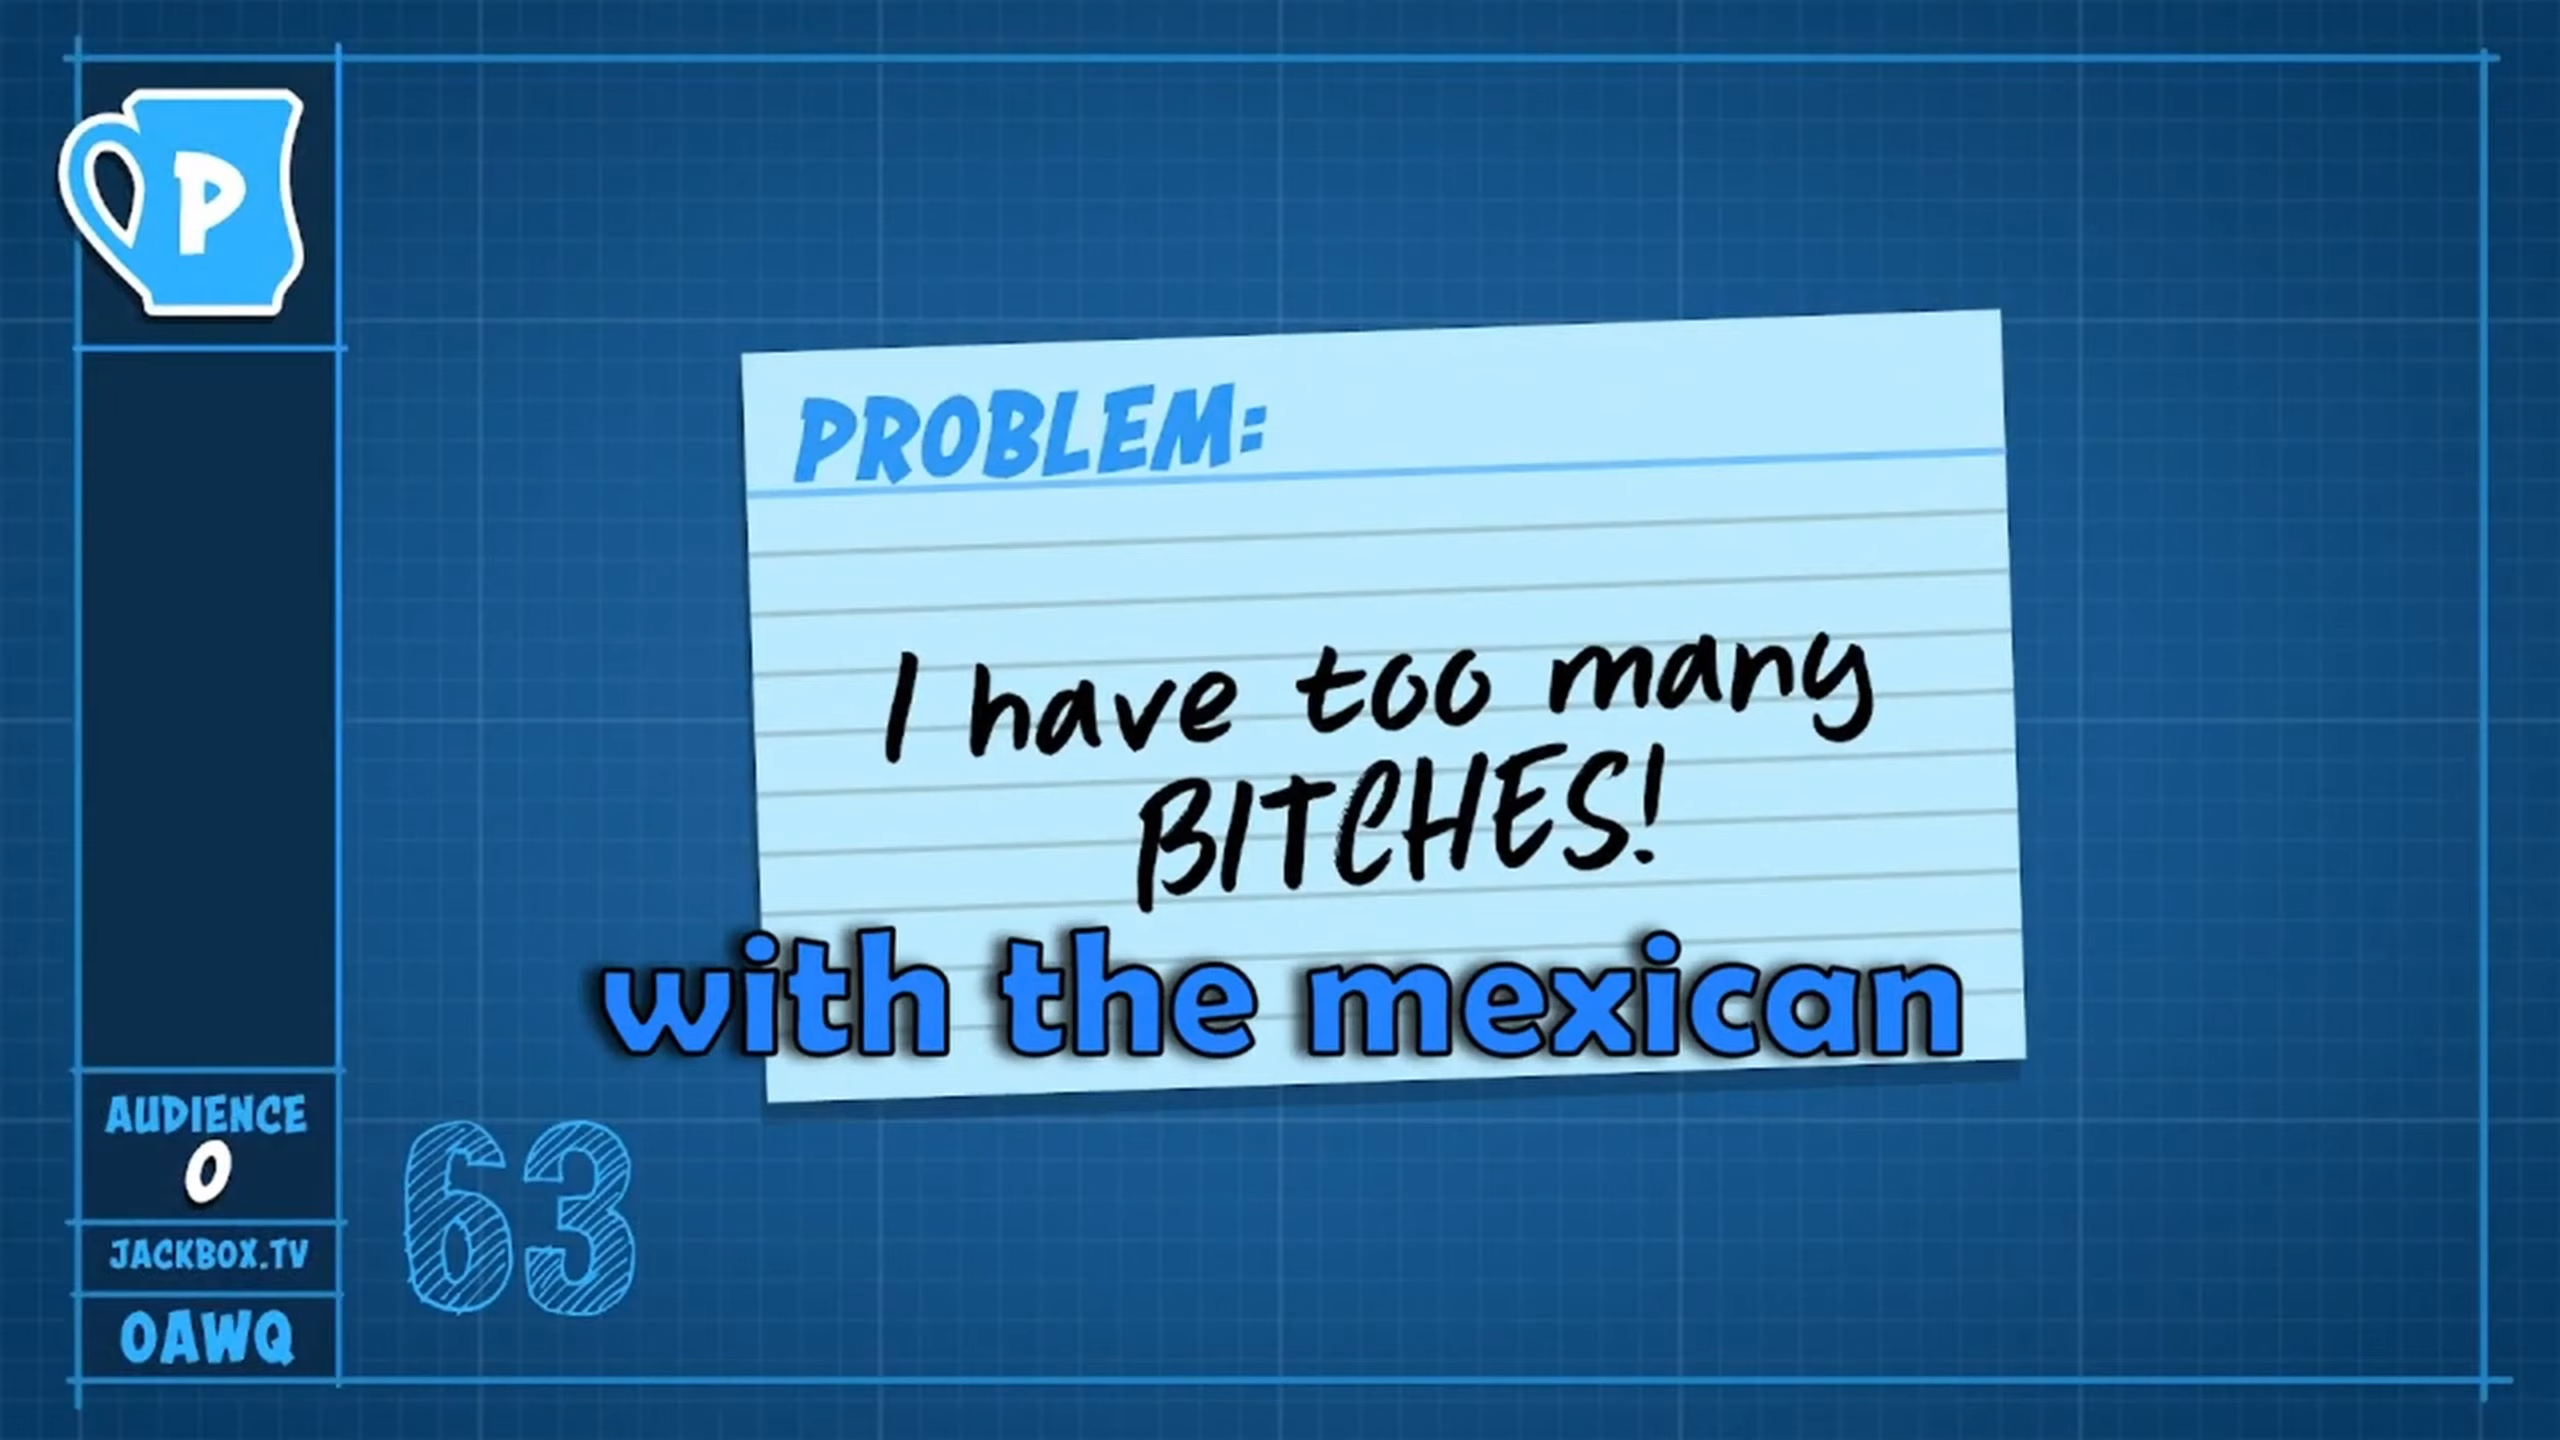 P
PROBLEM:
I have too many
BITCHES!
with the mexican
AUDIENCE
0
63
JACKBOX.TV
OAWQ